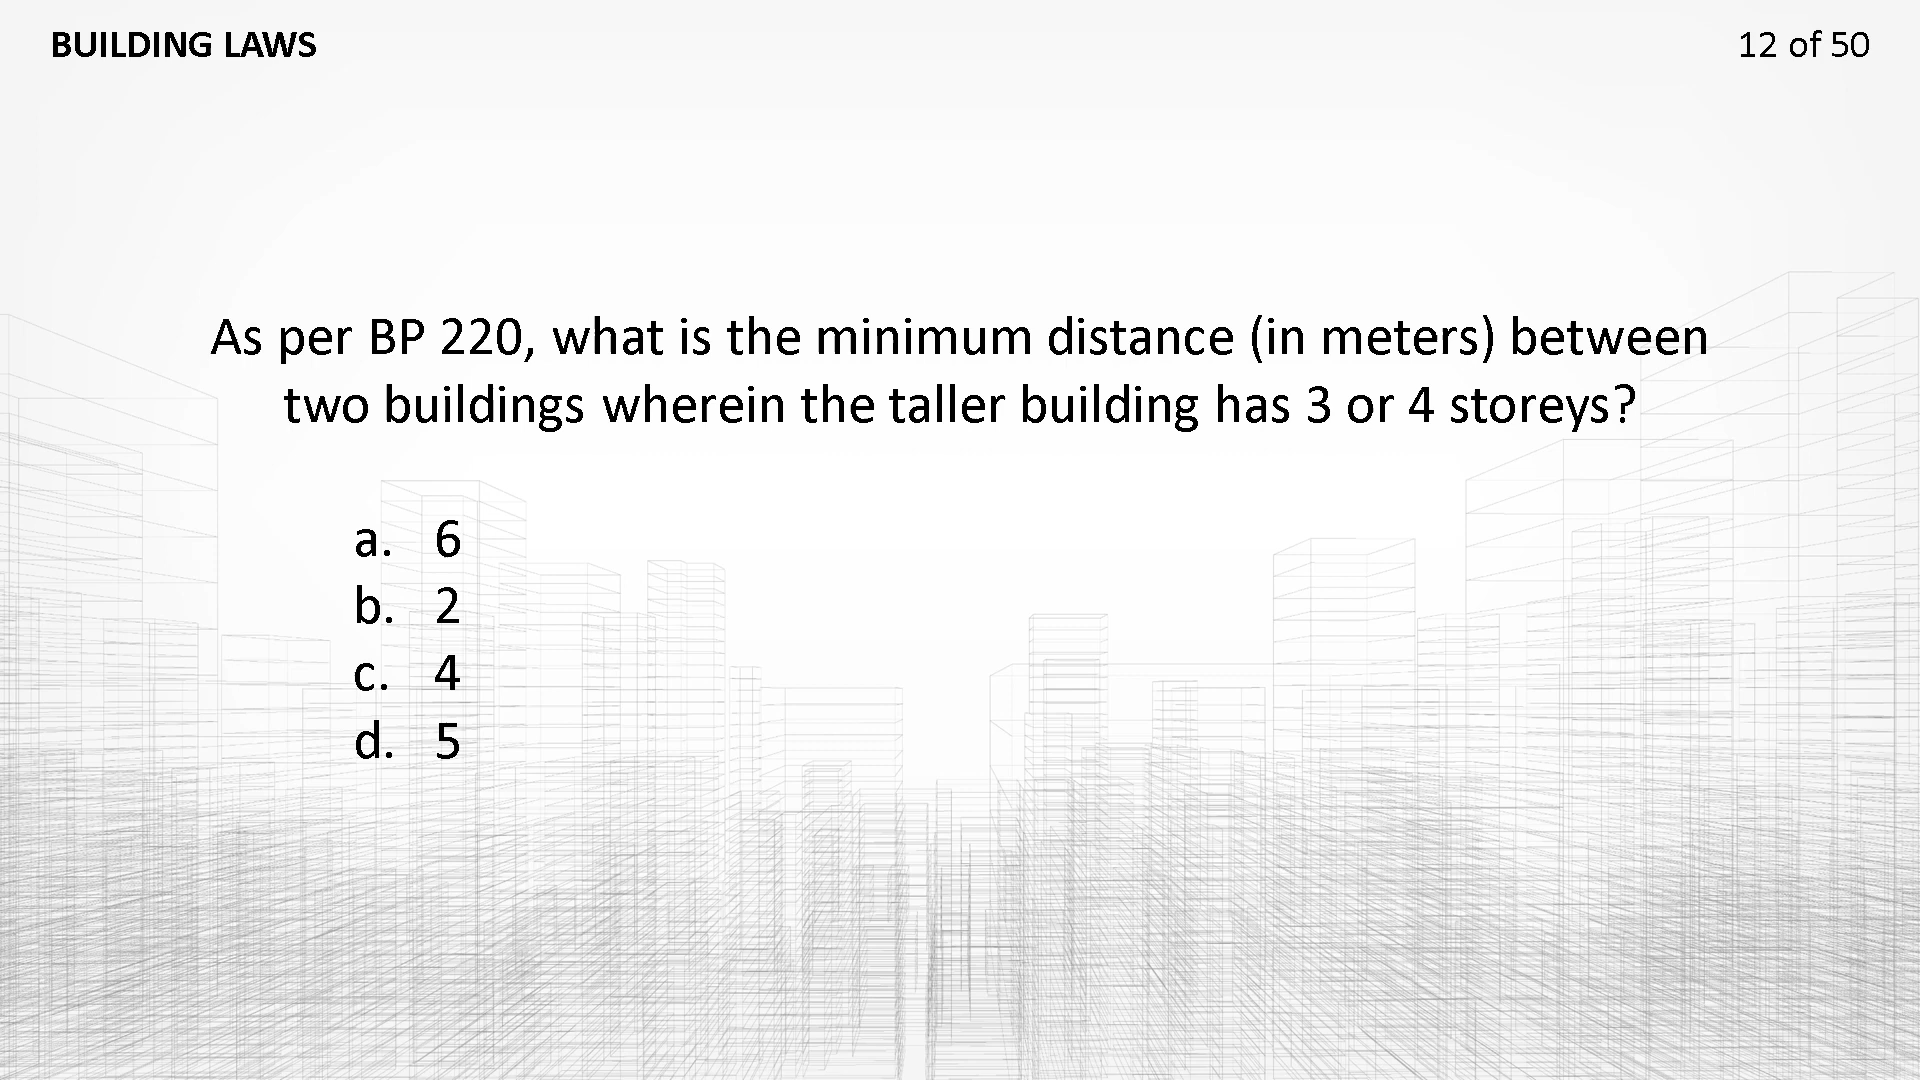 BUILDING LAWS
12 of 50
As per BP 220, what is the minimum distance (in meters) between
two buildings wherein the taller building has 3 or 4 storeys?
a. 6
b. 2
c. 4
d. 5